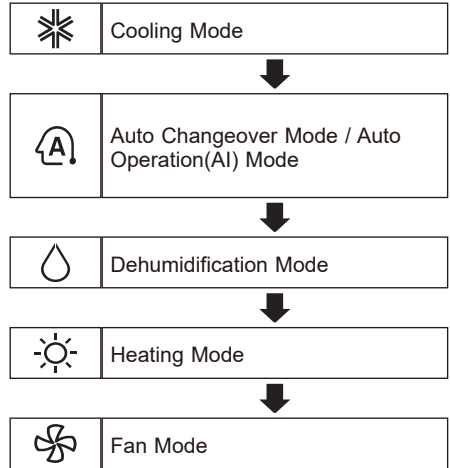 Cooling Mode
A
Auto Changeover Mode / Auto
Operation(AI) Mode
Dehumidification Mode
Heating Mode
Fan Mode